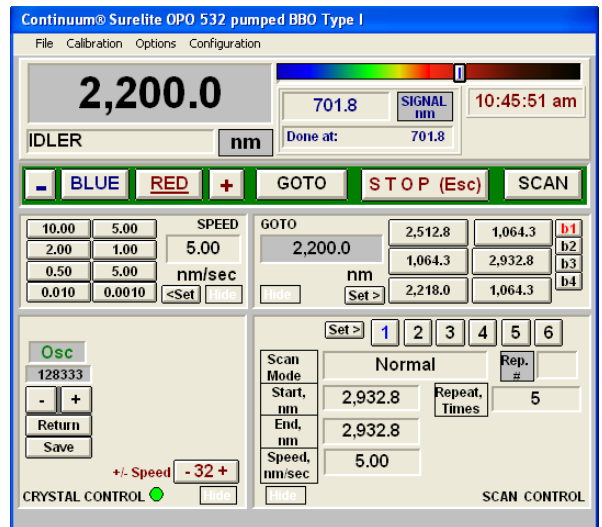 Continuum® Surelite OPO 532 pumped BBO Type I
File Calibration Options Configuration
2,200.0
IDLER nm
701.8 SIGNAL nm
Done at: 701.8
10:45:51 am
- BLUE RED + GOTO STOP (Esc) SCAN
10.00 5.00 SPEED
2.00 1.00 5.00
0.50 5.00 nm/sec
0.010 0.0010 <Set Hide
GOTO
2,200.0
nm
Hide Set >
2,512.8 1,064.3 b1
b2
1,064.3 2,932.8 b3
2,218.0 1,064.3 b4
Osc
128333
- +
Return
Save
+/- Speed - 32 +
CRYSTAL CONTROL Hide
Set > 1 2 3 4 5 6
Scan Mode Normal Rep. #
Start, nm 2,932.8 Repeat, Times 5
End, nm 2,932.8
Speed, nm/sec 5.00
Hide SCAN CONTROL